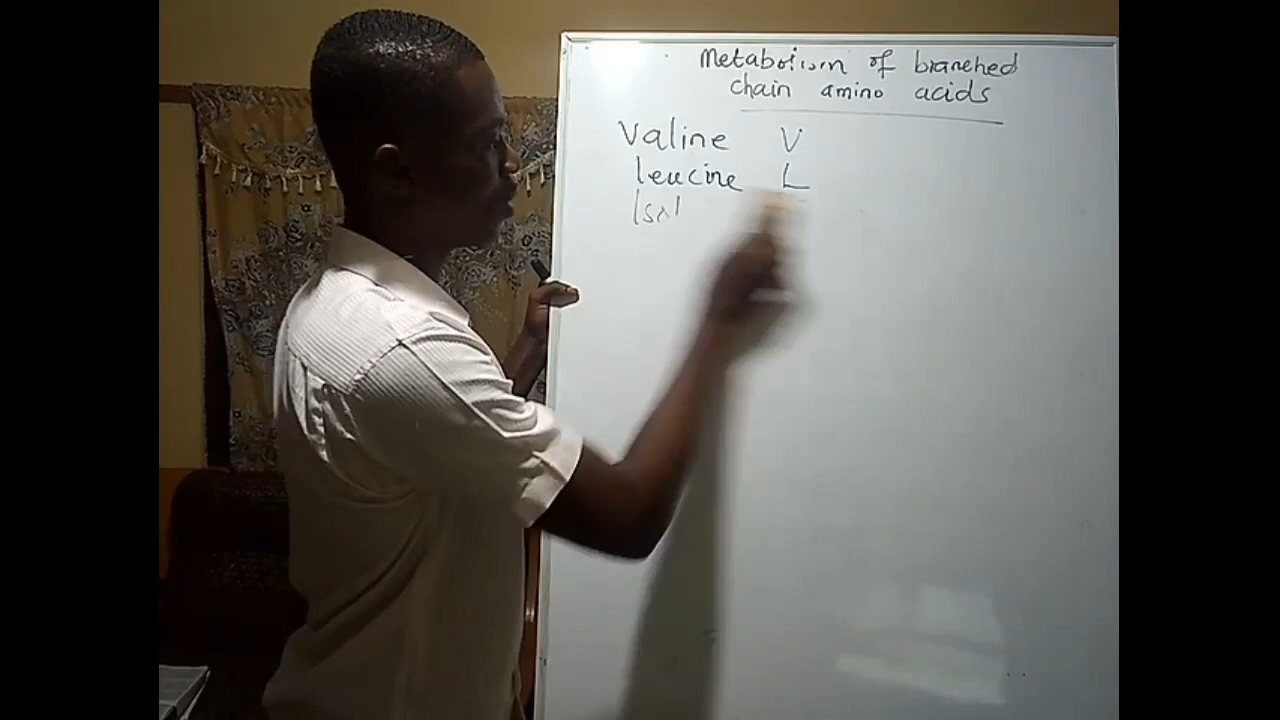 Metabolism of branched
chain amino acids
Valine V
leucine L